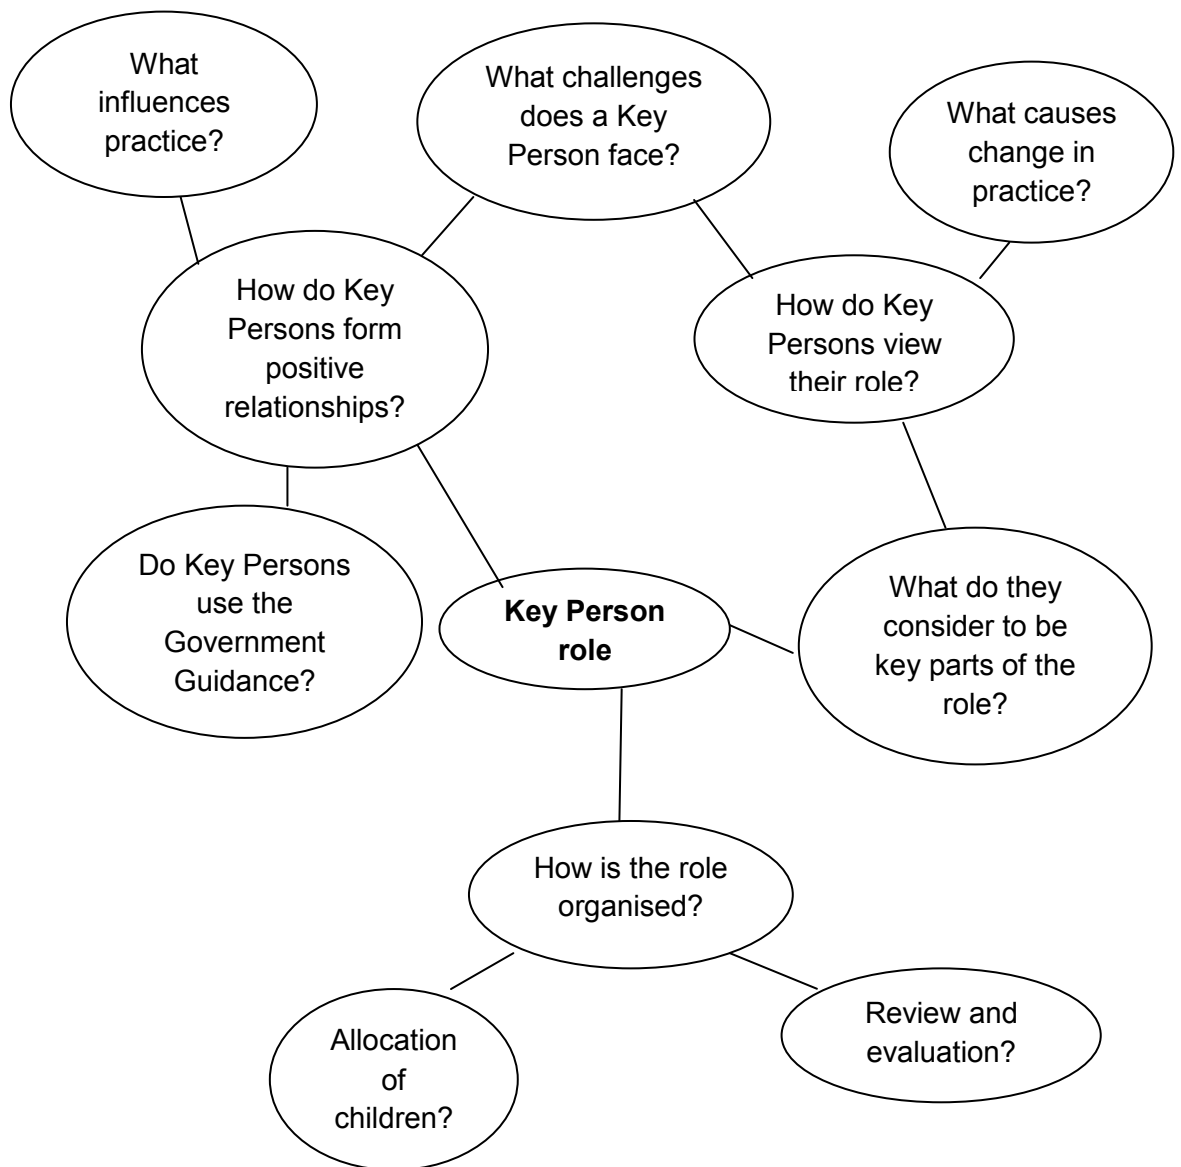 What
influences
practice?
What challenges
does a Key
Person face?
What causes
change in
practice?
How do Key
Persons form
positive
relationships?
How do Key
Persons view
their role?
Do Key Persons
use the
Government
Guidance?
Key Person
role
What do they
consider to be
key parts of the
role?
How is the role
organised?
Allocation
of
children?
Review and
evaluation?